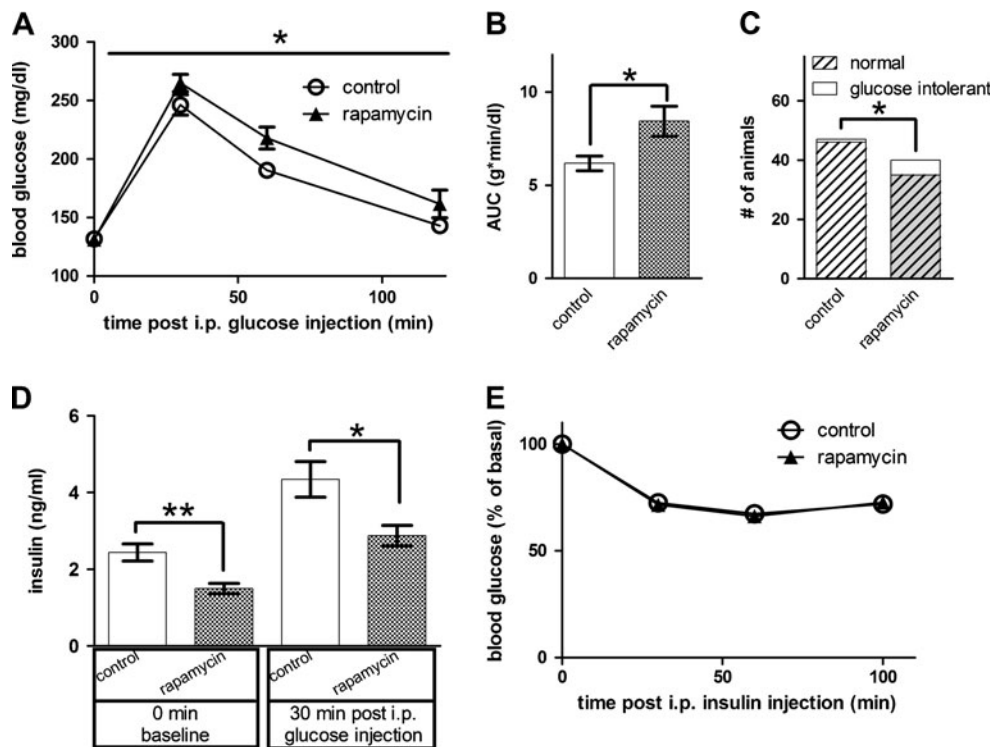 A
*
300
250
200
150
100
blood glucose (mg/dl)
control
rapamycin
0
50
100
time post i.p. glucose injection (min)
B
*
10
5
0
AUC (g*min/dl)
control
rapamycin
C
normal
glucose intolerant
*
60
40
20
0
# of animals
control
rapamycin
D
6
4
2
0
insulin (ng/ml)
**
*
control
rapamycin
control
rapamycin
0 min
baseline
30 min post i.p.
glucose injection
E
control
rapamycin
100
50
0
blood glucose (% of basal)
0
50
100
time post i.p. insulin injection (min)